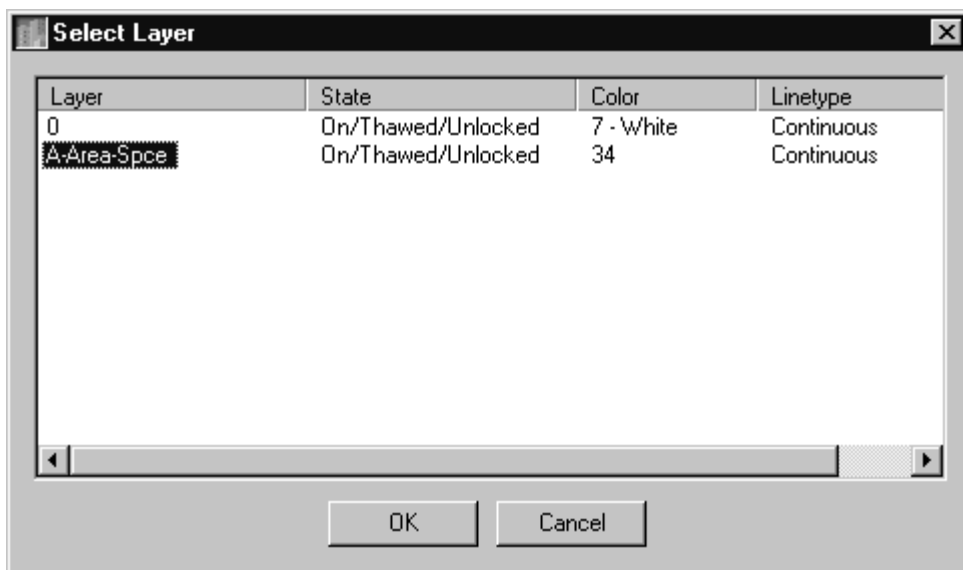 Select Layer
Layer State Color Linetype
0 On/Thawed/Unlocked 7 - White Continuous
A-Area-Spce On/Thawed/Unlocked 34 Continuous
OK Cancel